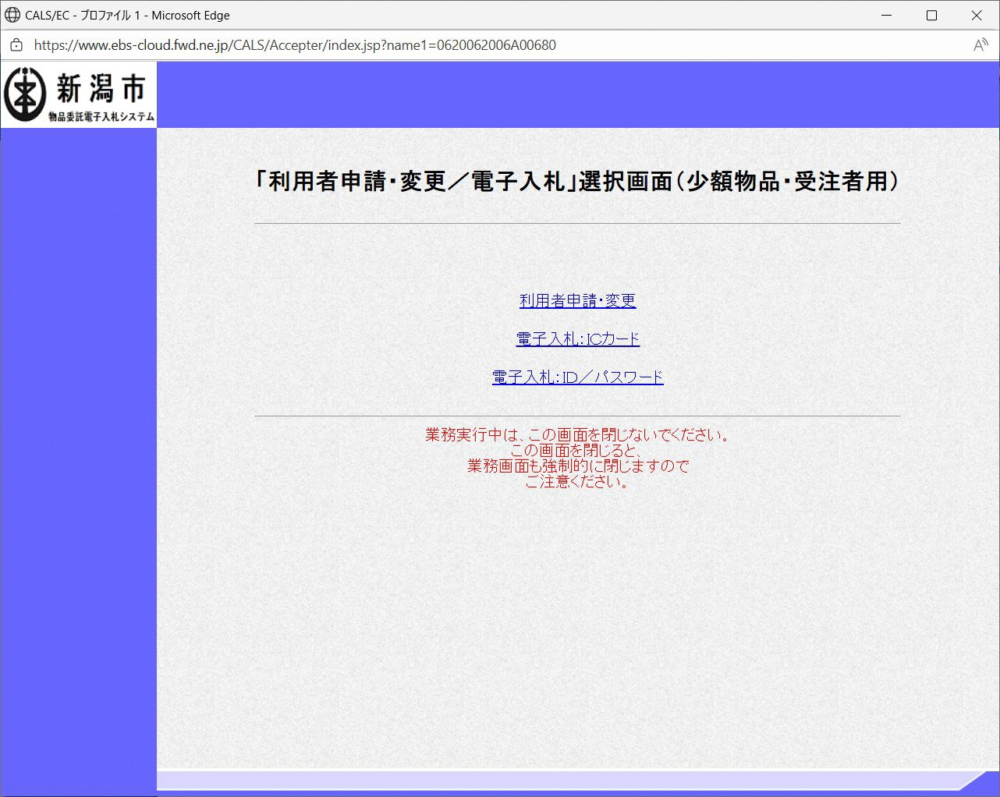 CALS/EC - プロファイル 1 - Microsoft Edge
https://www.ebs-cloud.fwd.ne.jp/CALS/Accepter/index.jsp?name1=0620062006A00680
新潟市
物品委託電子入札システム
「利用者申請・変更／電子入札」選択画面（少額物品・受注者用）
利用者申請・変更
電子入札：ICカード
電子入札：ID／パスワード
業務実行中は、この画面を閉じないでください。
この画面を閉じると、
業務画面も強制的に閉じますので
ご注意ください。